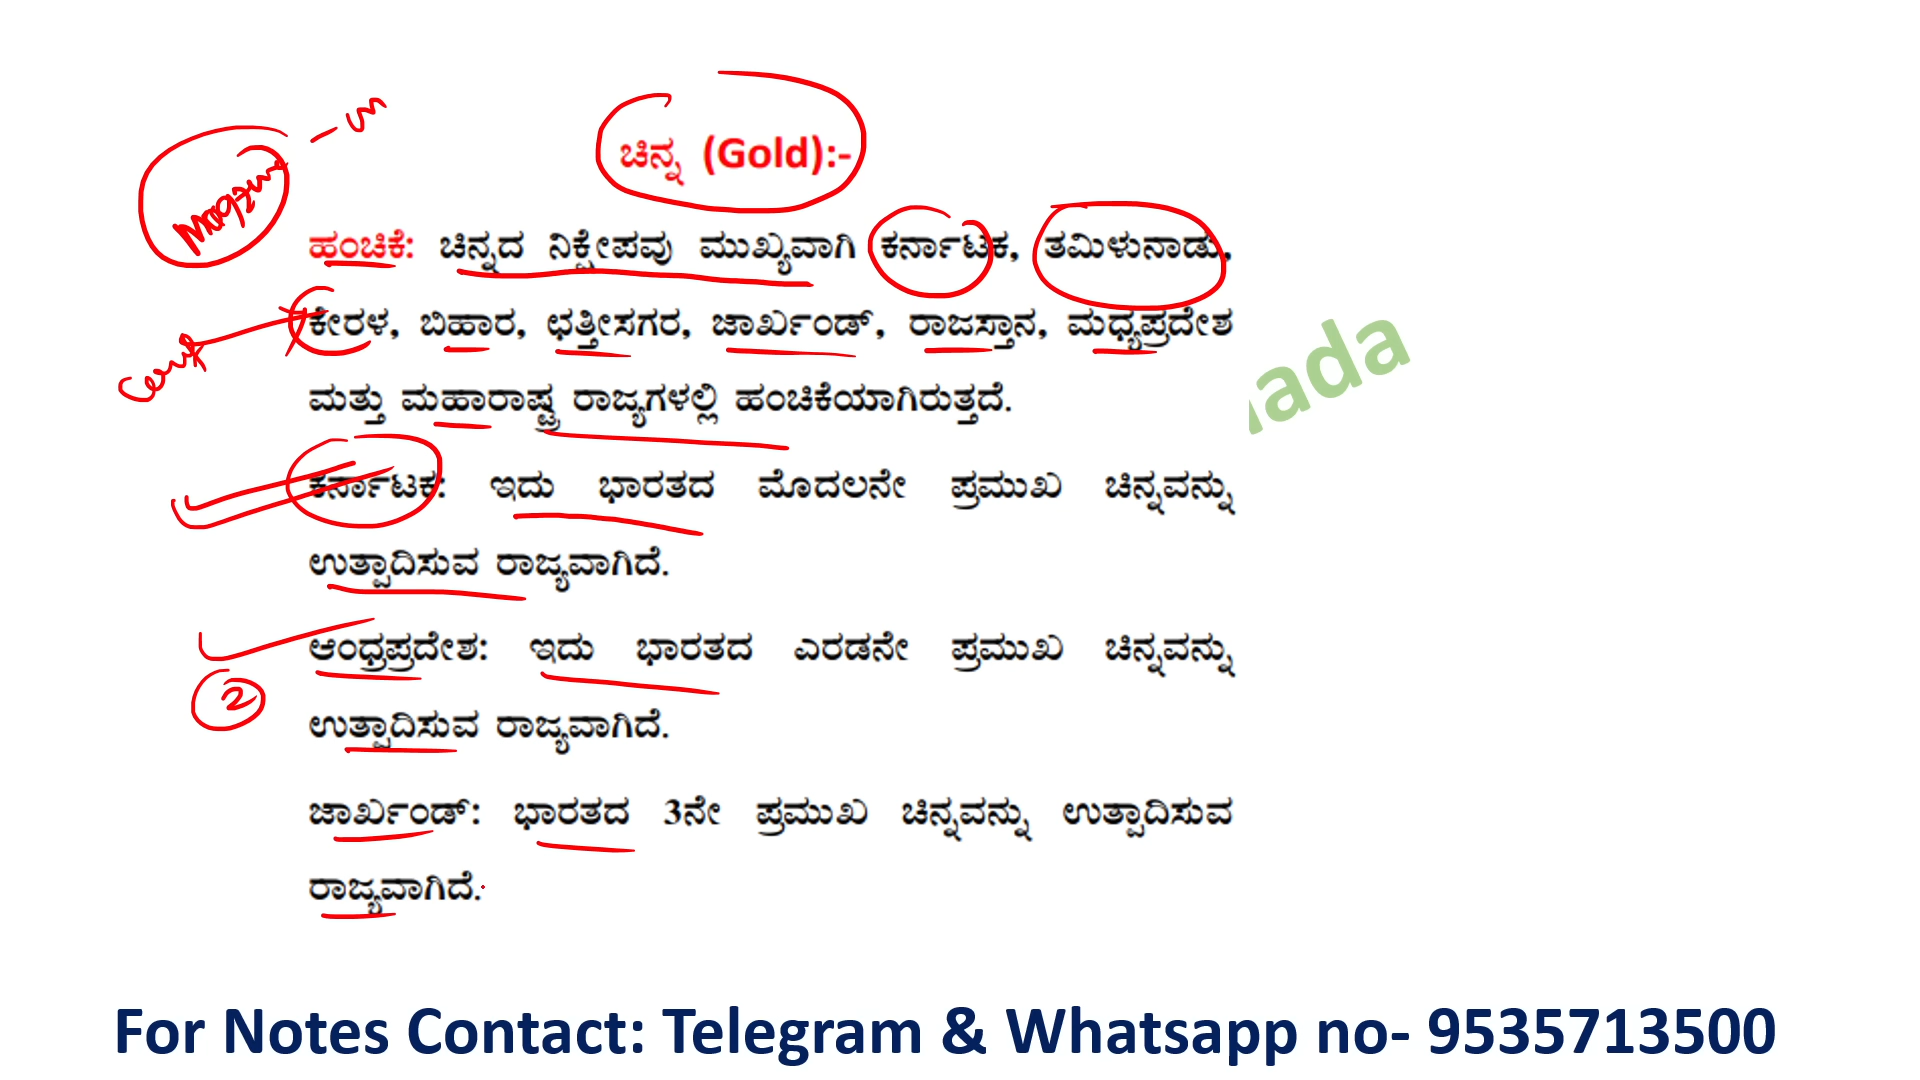 ಚಿನ್ನ (Gold):-
ಹಂಚಿಕೆ: ಚಿನ್ನದ ನಿಕ್ಷೇಪವು ಮುಖ್ಯವಾಗಿ ಕರ್ನಾಟಕ, ತಮಿಳುನಾಡು,
ಕೇರಳ, ಬಿಹಾರ, ಛತ್ತೀಸಗರ, ಜಾರ್ಖಂಡ್, ರಾಜಸ್ತಾನ, ಮಧ್ಯಪ್ರದೇಶ
ಮತ್ತು ಮಹಾರಾಷ್ಟ್ರ ರಾಜ್ಯಗಳಲ್ಲಿ ಹಂಚಿಕೆಯಾಗಿರುತ್ತದೆ.
nada
ಕರ್ನಾಟಕ: ಇದು ಭಾರತದ ಮೊದಲನೇ ಪ್ರಮುಖ ಚಿನ್ನವನ್ನು
ಉತ್ಪಾದಿಸುವ ರಾಜ್ಯವಾಗಿದೆ.
ಆಂಧ್ರಪ್ರದೇಶ: ಇದು ಭಾರತದ ಎರಡನೇ ಪ್ರಮುಖ ಚಿನ್ನವನ್ನು
2
ಉತ್ಪಾದಿಸುವ ರಾಜ್ಯವಾಗಿದೆ.
ಜಾರ್ಖಂಡ್: ಭಾರತದ 3ನೇ ಪ್ರಮುಖ ಚಿನ್ನವನ್ನು ಉತ್ಪಾದಿಸುವ
ರಾಜ್ಯವಾಗಿದೆ.
For Notes Contact: Telegram & Whatsapp no- 9535713500